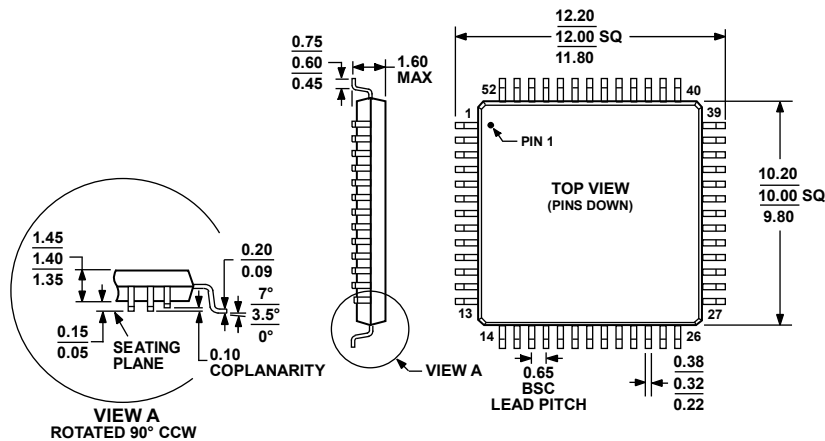 0.75
0.60
0.45
1.60
MAX
12.20
12.00 SQ
11.80
52
40
1
39
PIN 1
TOP VIEW
(PINS DOWN)
10.20
10.00 SQ
9.80
13
27
14
26
0.65
BSC
LEAD PITCH
0.38
0.32
0.22
VIEW A
1.45
1.40
1.35
0.15
0.05
SEATING
PLANE
0.20
0.09
7°
3.5°
0°
0.10
COPLANARITY
VIEW A
ROTATED 90° CCW